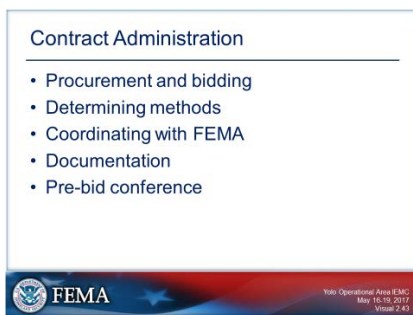 Contract Administration
• Procurement and bidding
• Determining methods
• Coordinating with FEMA
• Documentation
• Pre-bid conference
FEMA
Yolo Operational Area IEMC
May 16-19, 2017
Visual 2.43